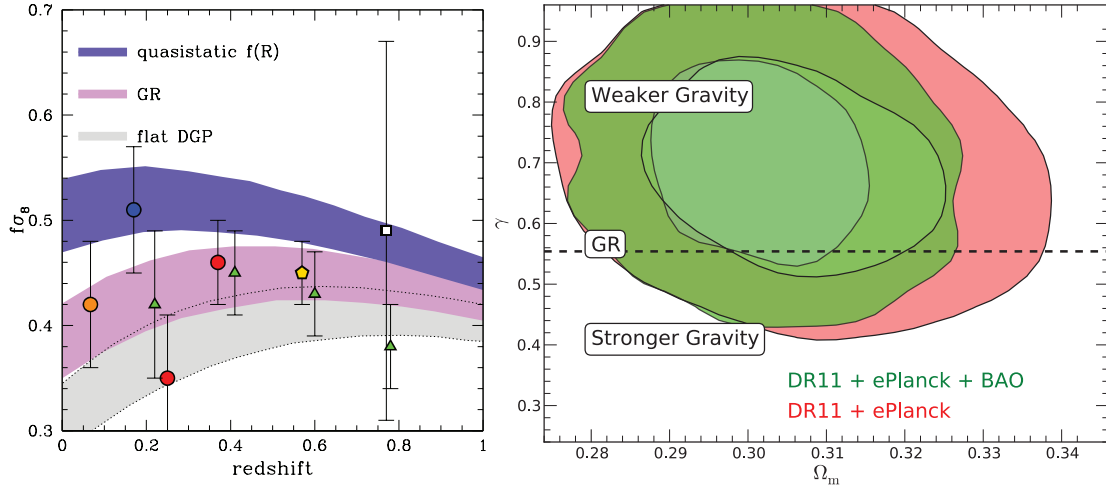 0.7
0.6
0.5
0.4
0.3
fσ₈
quasistatic f(R)
GR
flat DGP
0
0.2
0.4
0.6
0.8
1
redshift
0.9
0.8
0.7
0.6
0.5
0.4
0.3
γ
Weaker Gravity
GR
Stronger Gravity
DR11 + ePlanck + BAO
DR11 + ePlanck
0.28
0.29
0.30
0.31
0.32
0.33
0.34
Ωm